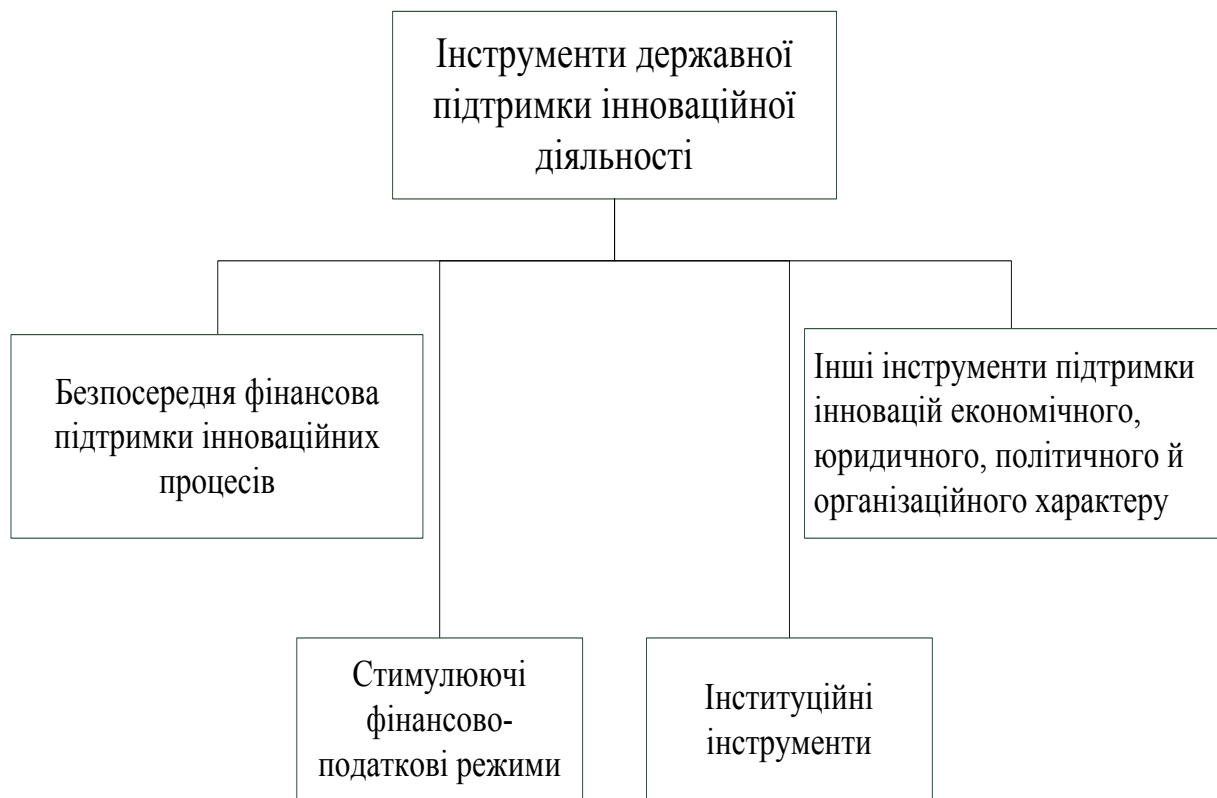 Інструменти державної
підтримки інноваційної
діяльності
Безпосередня фінансова
підтримки інноваційних
процесів
Інші інструменти підтримки
інновацій економічного,
юридичного, політичного й
організаційного характеру
Стимулюючі
фінансово-
податкові режими
Інституційні
інструменти